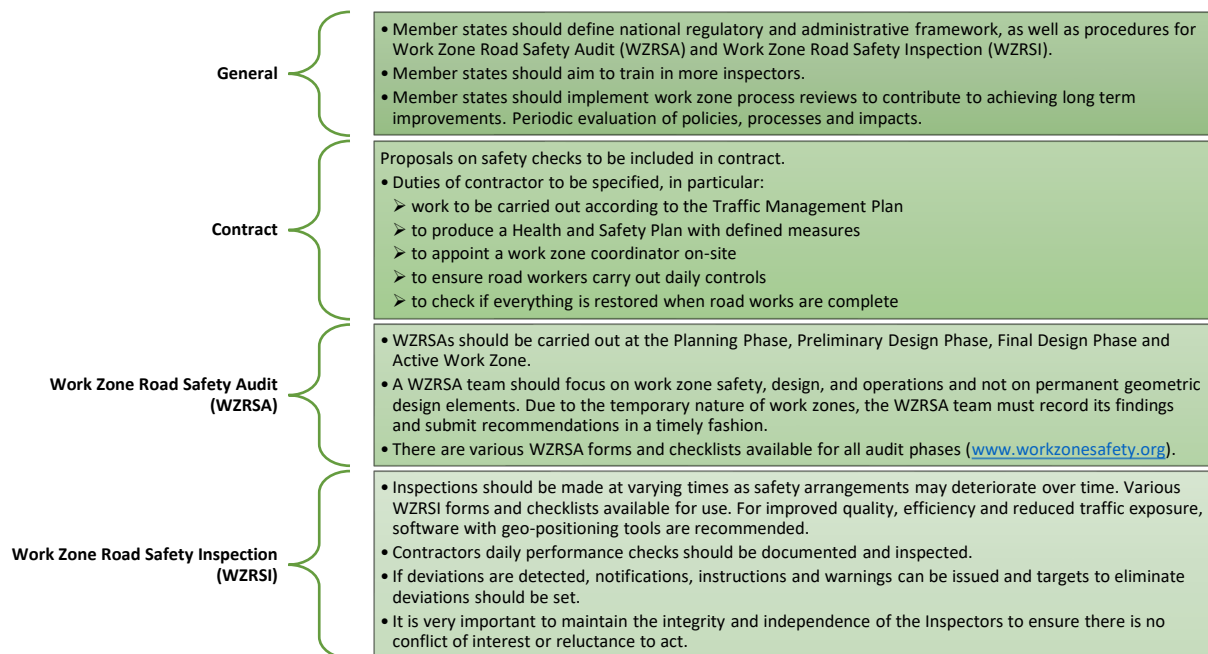 General
• Member states should define national regulatory and administrative framework, as well as procedures for
Work Zone Road Safety Audit (WZRSA) and Work Zone Road Safety Inspection (WZRSI).
• Member states should aim to train in more inspectors.
• Member states should implement work zone process reviews to contribute to achieving long term
improvements. Periodic evaluation of policies, processes and impacts.
Contract
Proposals on safety checks to be included in contract.
• Duties of contractor to be specified, in particular:
➢ work to be carried out according to the Traffic Management Plan
➢ to produce a Health and Safety Plan with defined measures
➢ to appoint a work zone coordinator on-site
➢ to ensure road workers carry out daily controls
➢ to check if everything is restored when road works are complete
Work Zone Road Safety Audit
(WZRSA)
• WZRSAs should be carried out at the Planning Phase, Preliminary Design Phase, Final Design Phase and
Active Work Zone.
• A WZRSA team should focus on work zone safety, design, and operations and not on permanent geometric
design elements. Due to the temporary nature of work zones, the WZRSA team must record its findings
and submit recommendations in a timely fashion.
• There are various WZRSA forms and checklists available for all audit phases (www.workzonesafety.org).
Work Zone Road Safety Inspection
(WZRSI)
• Inspections should be made at varying times as safety arrangements may deteriorate over time. Various
WZRSI forms and checklists available for use. For improved quality, efficiency and reduced traffic exposure,
software with geo-positioning tools are recommended.
• Contractors daily performance checks should be documented and inspected.
• If deviations are detected, notifications, instructions and warnings can be issued and targets to eliminate
deviations should be set.
• It is very important to maintain the integrity and independence of the Inspectors to ensure there is no
conflict of interest or reluctance to act.